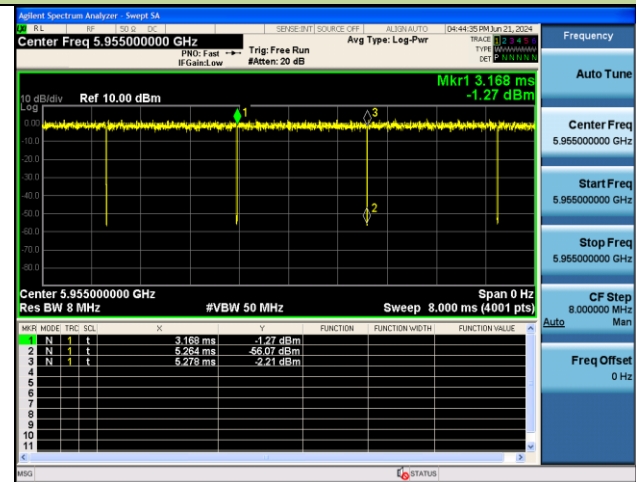 Agilent Spectrum Analyzer - Swept SA
RL RF 50 Ω DC SENSE:INT SOURCE OFF ALIGN AUTO 04:44:35 PM Jun 21, 2024
Center Freq 5.955000000 GHz
PNO: Fast
IFGain:Low
Trig: Free Run
#Atten: 20 dB
Avg Type: Log-Pwr
TRACE 1 2 3 4 5 6
TYPE
DET P N N N N N
Mkr1 3.168 ms
-1.27 dBm
10 dB/div Ref 10.00 dBm
Log
0.00
-10.0
-20.0
-30.0
-40.0
-50.0
-60.0
-70.0
-80.0
1
3
2
Center 5.955000000 GHz Span 0 Hz
Res BW 8 MHz #VBW 50 MHz Sweep 8.000 ms (4001 pts)
MKR MODE TRC SCL X Y FUNCTION FUNCTION WIDTH FUNCTION VALUE
1 N 1 t 3.168 ms -1.27 dBm
2 N 1 t 5.264 ms -56.07 dBm
3 N 1 t 5.278 ms -2.21 dBm
4
5
6
7
8
9
10
11
MSG STATUS
Frequency
Auto Tune
Center Freq
5.955000000 GHz
Start Freq
5.955000000 GHz
Stop Freq
5.955000000 GHz
CF Step
8.000000 MHz
Auto Man
Freq Offset
0 Hz